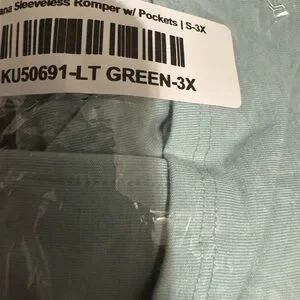 ana Sleeveless Romper w/ Pockets | S-3X
KU50691-LT GREEN-3X